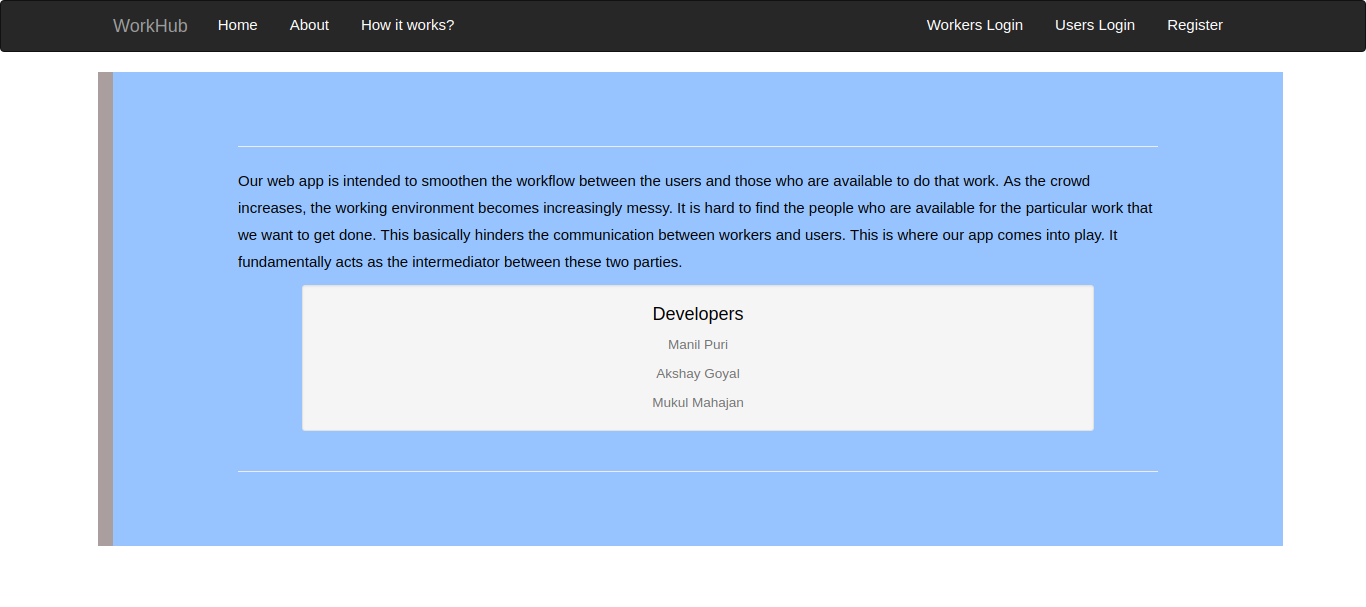 WorkHub Home About How it works? Workers Login Users Login Register
Our web app is intended to smoothen the workflow between the users and those who are available to do that work. As the crowd
increases, the working environment becomes increasingly messy. It is hard to find the people who are available for the particular work that
we want to get done. This basically hinders the communication between workers and users. This is where our app comes into play. It
fundamentally acts as the intermediator between these two parties.
Developers
Manil Puri
Akshay Goyal
Mukul Mahajan